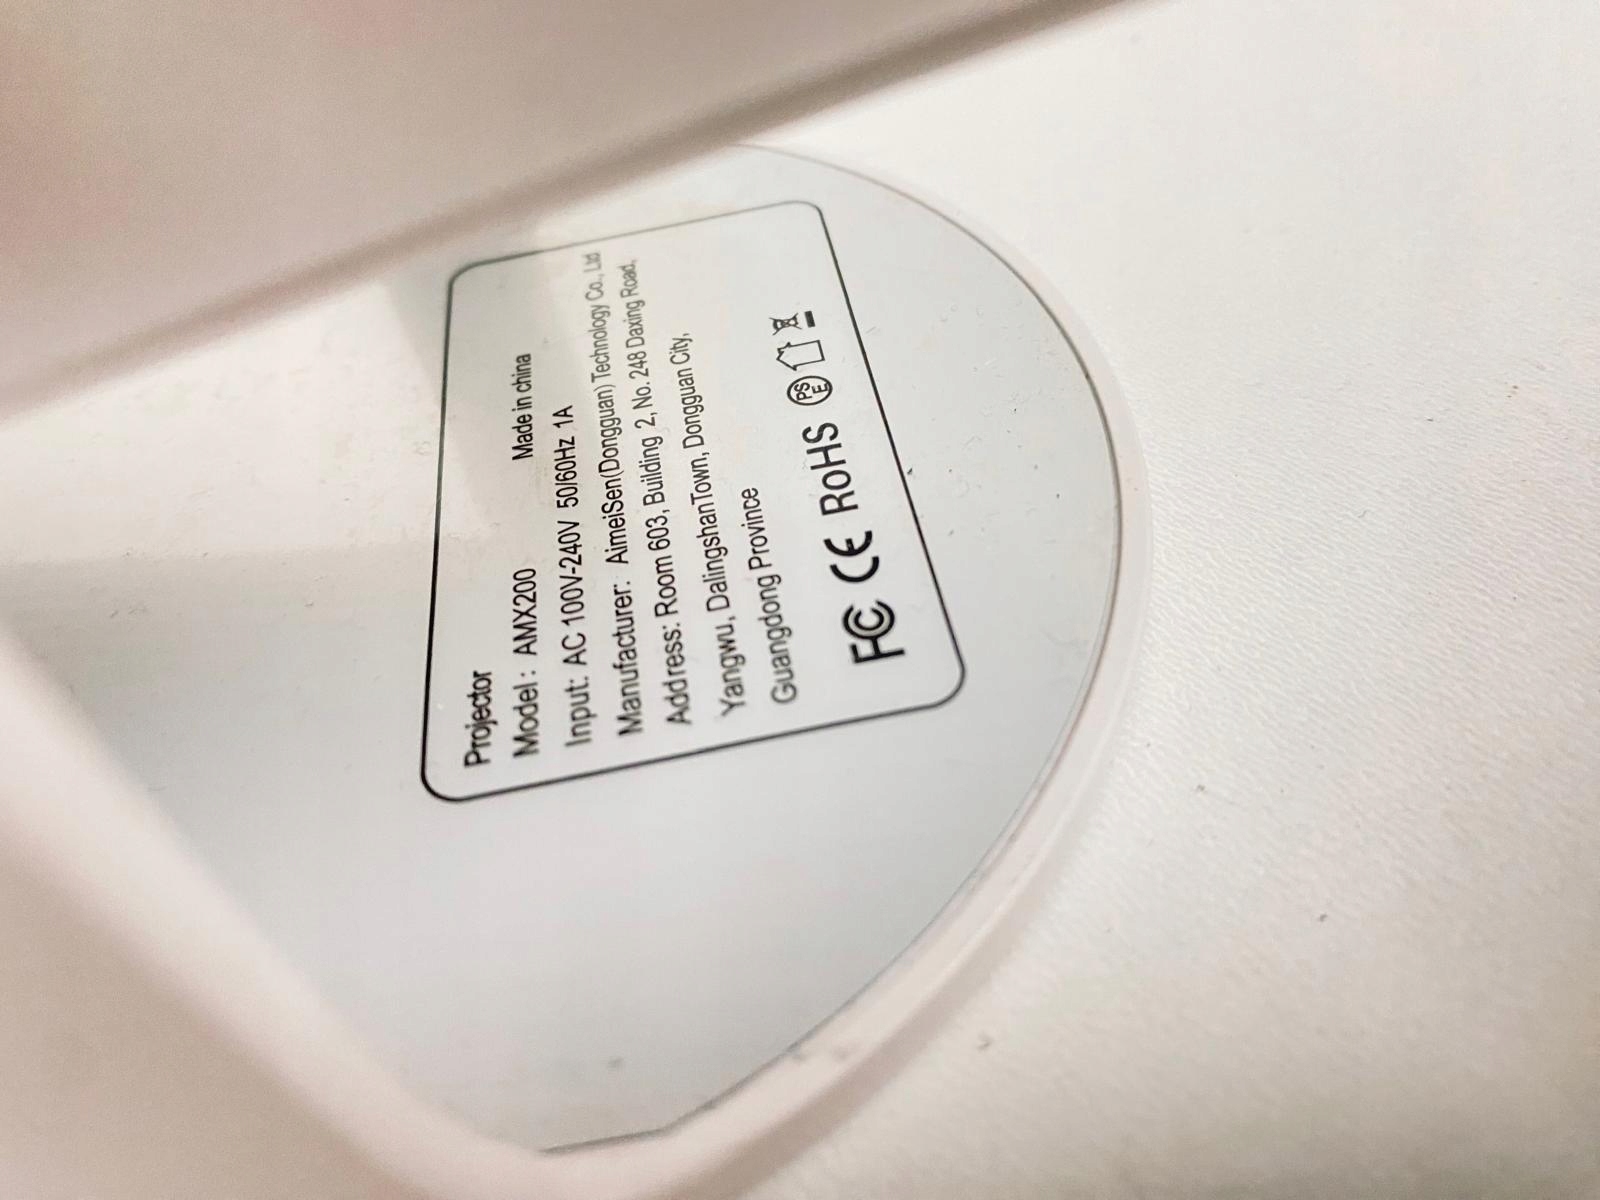 Projector
Model: AMX200 Made in china
Input: AC 100V-240V 50/60Hz 1A
Manufacturer: AimeiSen(Dongguan) Technology Co., Ltd
Address: Room 603, Building 2, No. 248 Daxing Road,
Yangwu, DalingshanTown, Dongguan City,
Guangdong Province
FC CE RoHS PSE